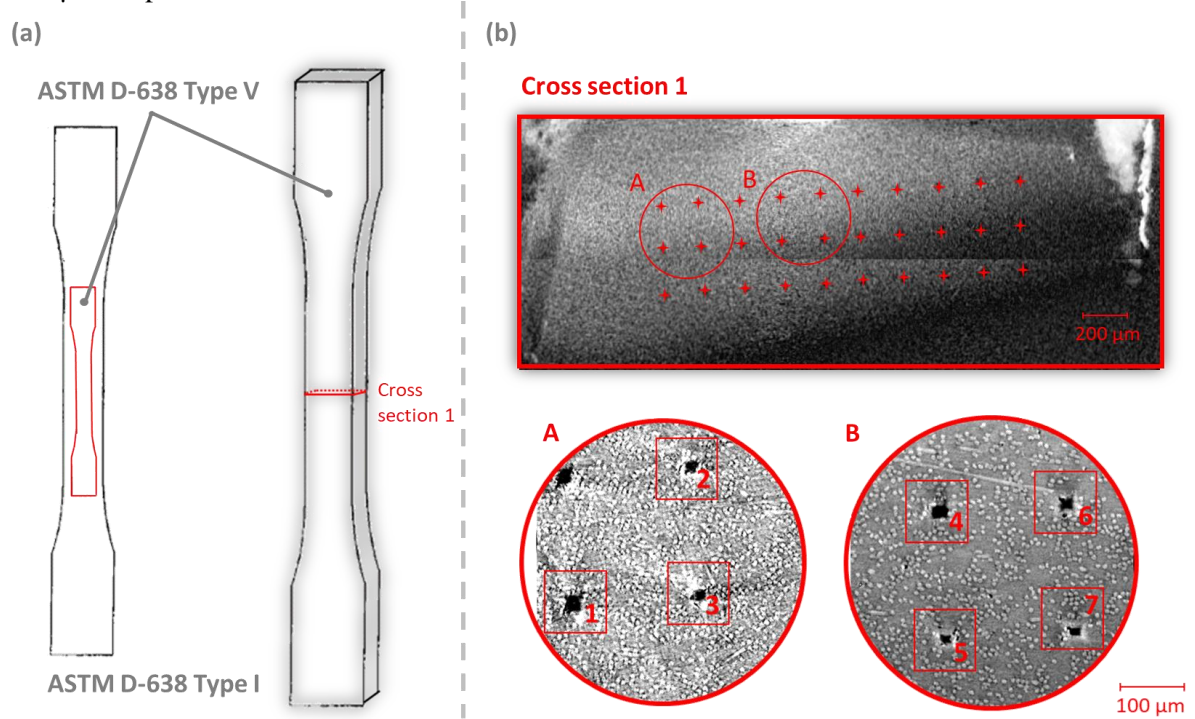 (a)
ASTM D-638 Type V
Cross
section 1
ASTM D-638 Type I
(b)
Cross section 1
A
B
200 µm
A
2
1
3
B
4
6
5
7
100 µm